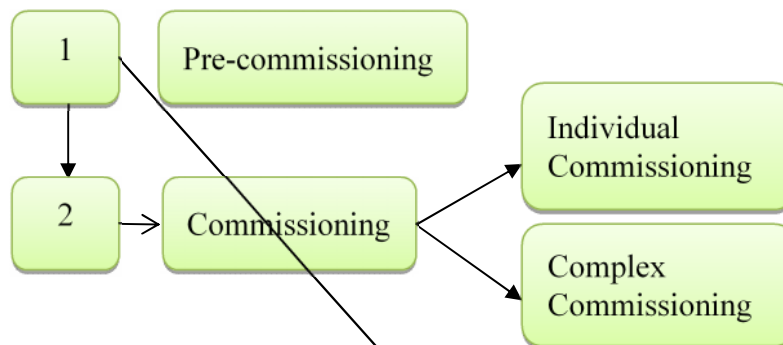 1
Pre-commissioning
2
Commissioning
Individual
Commissioning
Complex
Commissioning